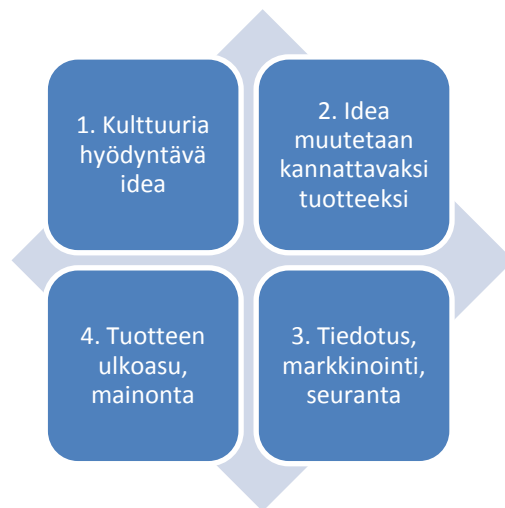 1. Kulttuuria
hyödyntävä
idea
2. Idea
muutetaan
kannattavaksi
tuotteeksi
4. Tuotteen
ulkoasu,
mainonta
3. Tiedotus,
markkinointi,
seuranta